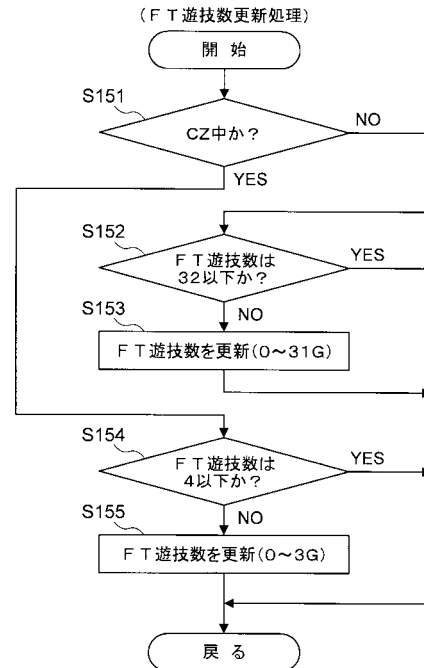 (ＦＴ遊技数更新処理)
開 始
S151
CZ中か？
NO
YES
S152
ＦＴ遊技数は
32以下か？
YES
NO
S153
ＦＴ遊技数を更新(0～31G)
S154
ＦＴ遊技数は
4以下か？
YES
NO
S155
ＦＴ遊技数を更新(0～3G)
戻 る